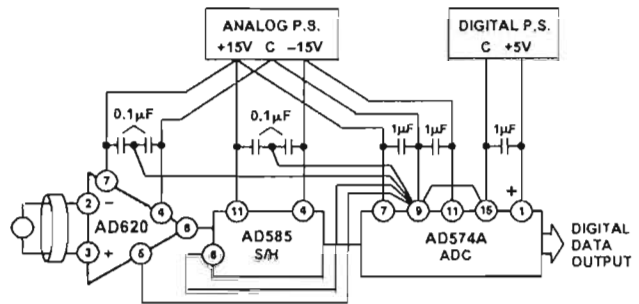 ANALOG P.S.
+15V C –15V
DIGITAL P.S.
C +5V
0.1µF
0.1µF
1µF
1µF
1µF
+
7
2
–
AD620
4
6
3
+
5
11
4
AD585
S/H
6
7
9
11
15
1
AD574A
ADC
DIGITAL
DATA
OUTPUT